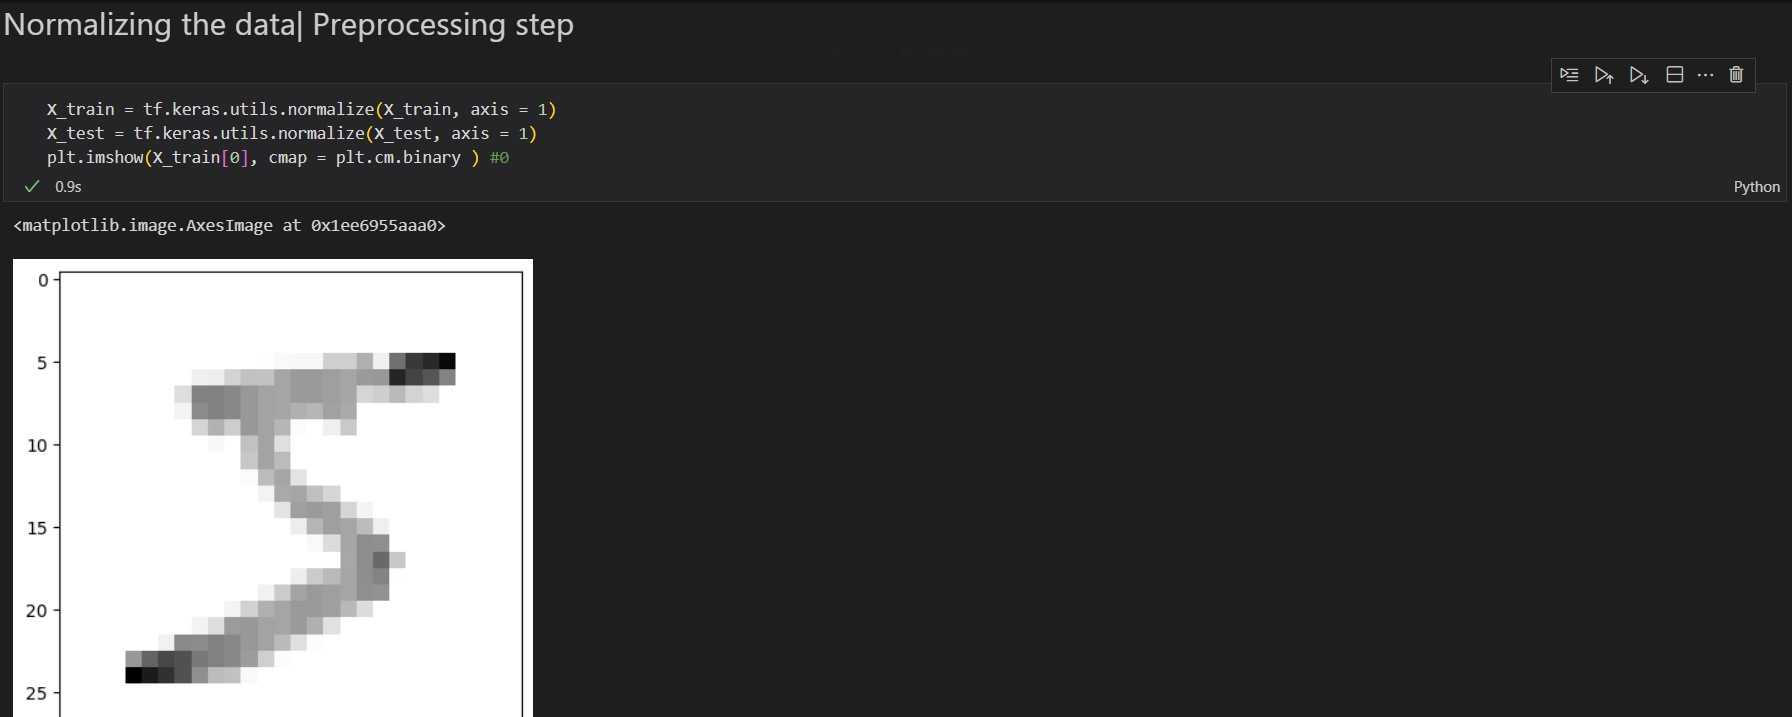 Normalizing the data| Preprocessing step
X_train = tf.keras.utils.normalize(X_train, axis = 1)
X_test = tf.keras.utils.normalize(X_test, axis = 1)
plt.imshow(X_train[0], cmap = plt.cm.binary ) #0
0.9s
Python
<matplotlib.image.AxesImage at 0x1ee6955aaa0>
0
5
10
15
20
25